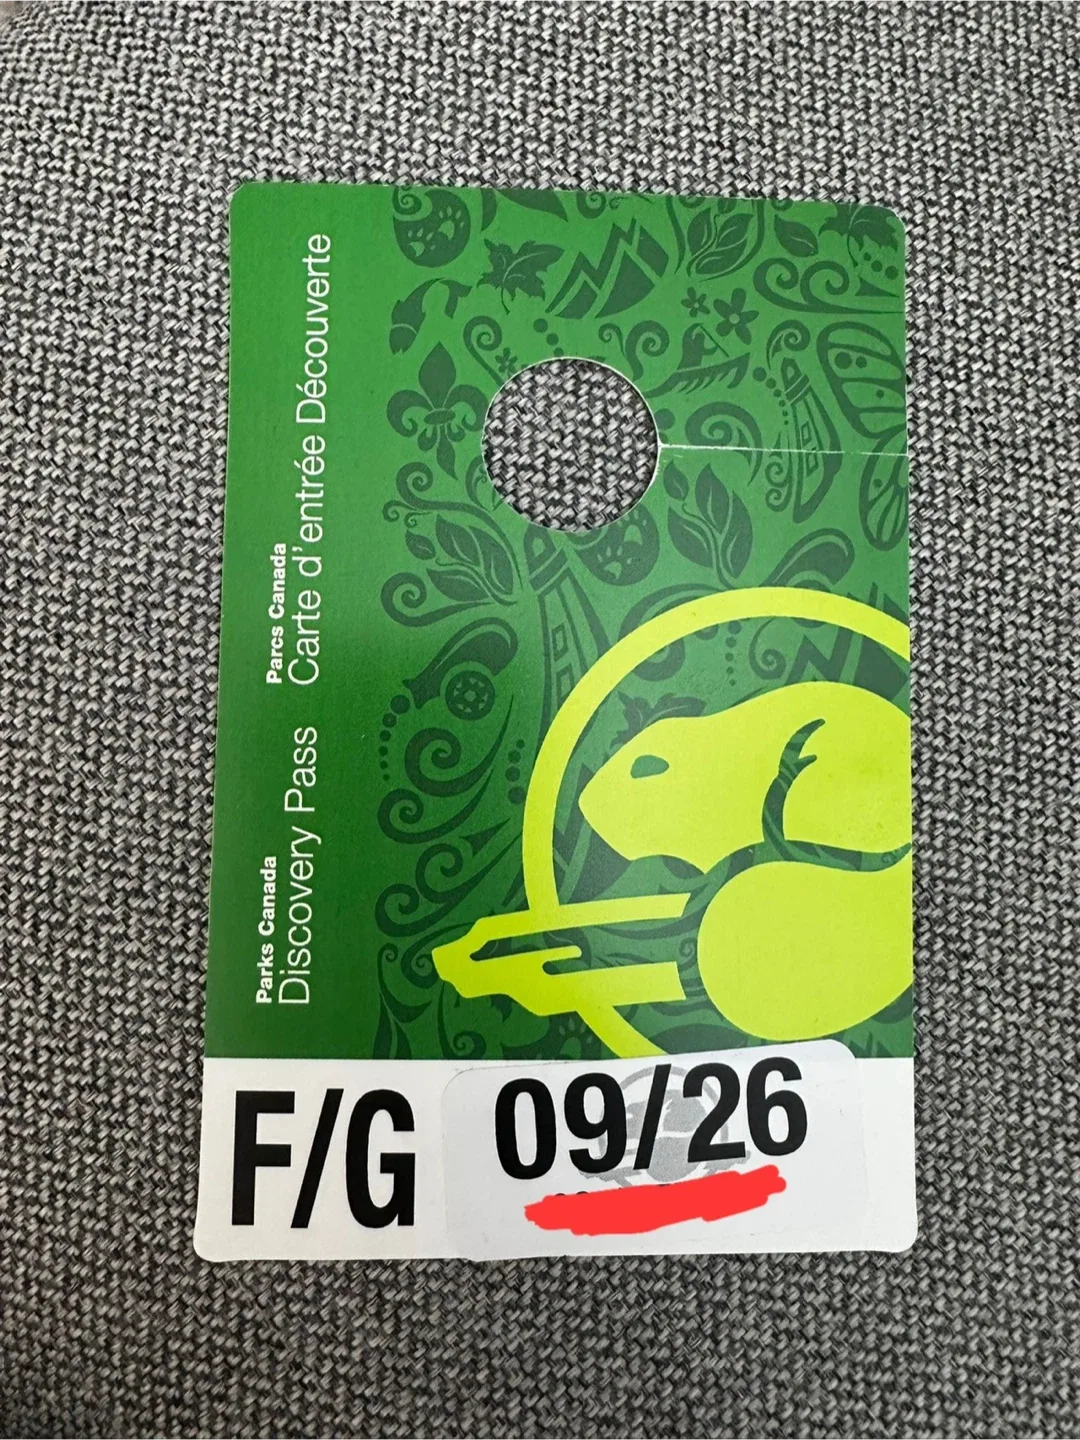 Parks Canada
Discovery Pass
Parcs Canada
Carte d'entrée Découverte
F/G
09/26